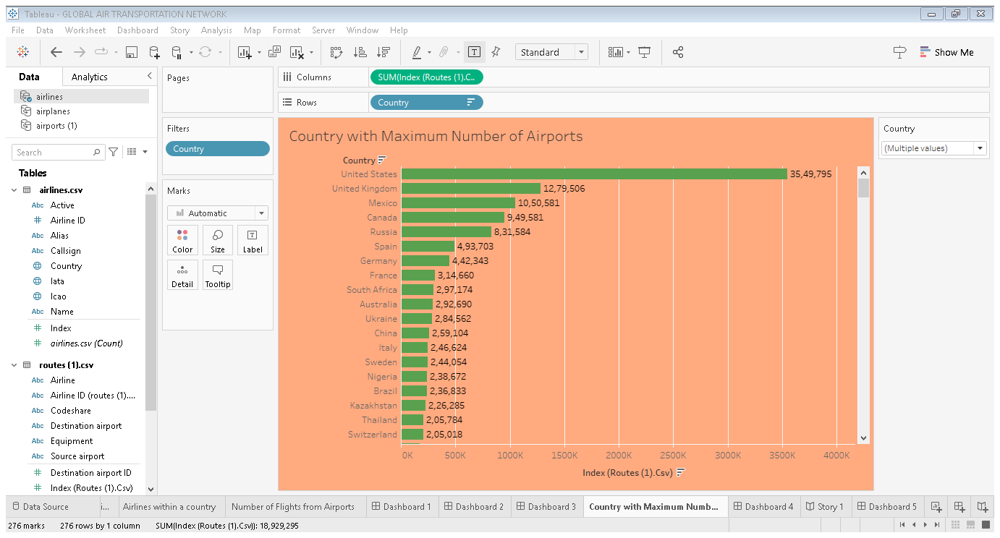 Tableau - GLOBAL AIR TRANSPORTATION NETWORK
File Data Worksheet Dashboard Story Analysis Map Format Server Window Help
Standard
Show Me
Data Analytics
airlines
airplanes
airports (1)
Search
Tables
airlines.csv
Abc Active
Airline ID
Abc Alias
Abc Callsign
Country
Iata
Icao
Abc Name
Index
airlines.csv (Count)
routes (1).csv
Abc Airline
Abc Airline ID (routes (1)....
Abc Codeshare
Abc Destination airport
Abc Equipment
Abc Source airport
Destination airport ID
Index (Routes (1).Csv)
Pages
Filters
Country
Marks
Automatic
Color Size Label
Detail Tooltip
Columns SUM(Index (Routes (1).C..
Rows Country
Country with Maximum Number of Airports
Country
United States 35,49,795
United Kingdom 12,79,506
Mexico 10,50,581
Canada 9,49,581
Russia 8,31,584
Spain 4,93,703
Germany 4,42,343
France 3,14,660
South Africa 2,97,174
Australia 2,92,690
Ukraine 2,84,562
China 2,59,104
Italy 2,46,624
Sweden 2,44,054
Nigeria 2,38,672
Brazil 2,36,833
Kazakhstan 2,26,285
Thailand 2,05,784
Switzerland 2,05,018
0K 500K 1000K 1500K 2000K 2500K 3000K 3500K 4000K
Index (Routes (1).Csv)
Country
(Multiple values)
Data Source i... Airlines within a country Number of Flights from Airports Dashboard 1 Dashboard 2 Dashboard 3 Country with Maximum Numb... Dashboard 4 Story 1 Dashboard 5
276 marks 276 rows by 1 column SUM(Index (Routes (1).Csv)): 18,929,295